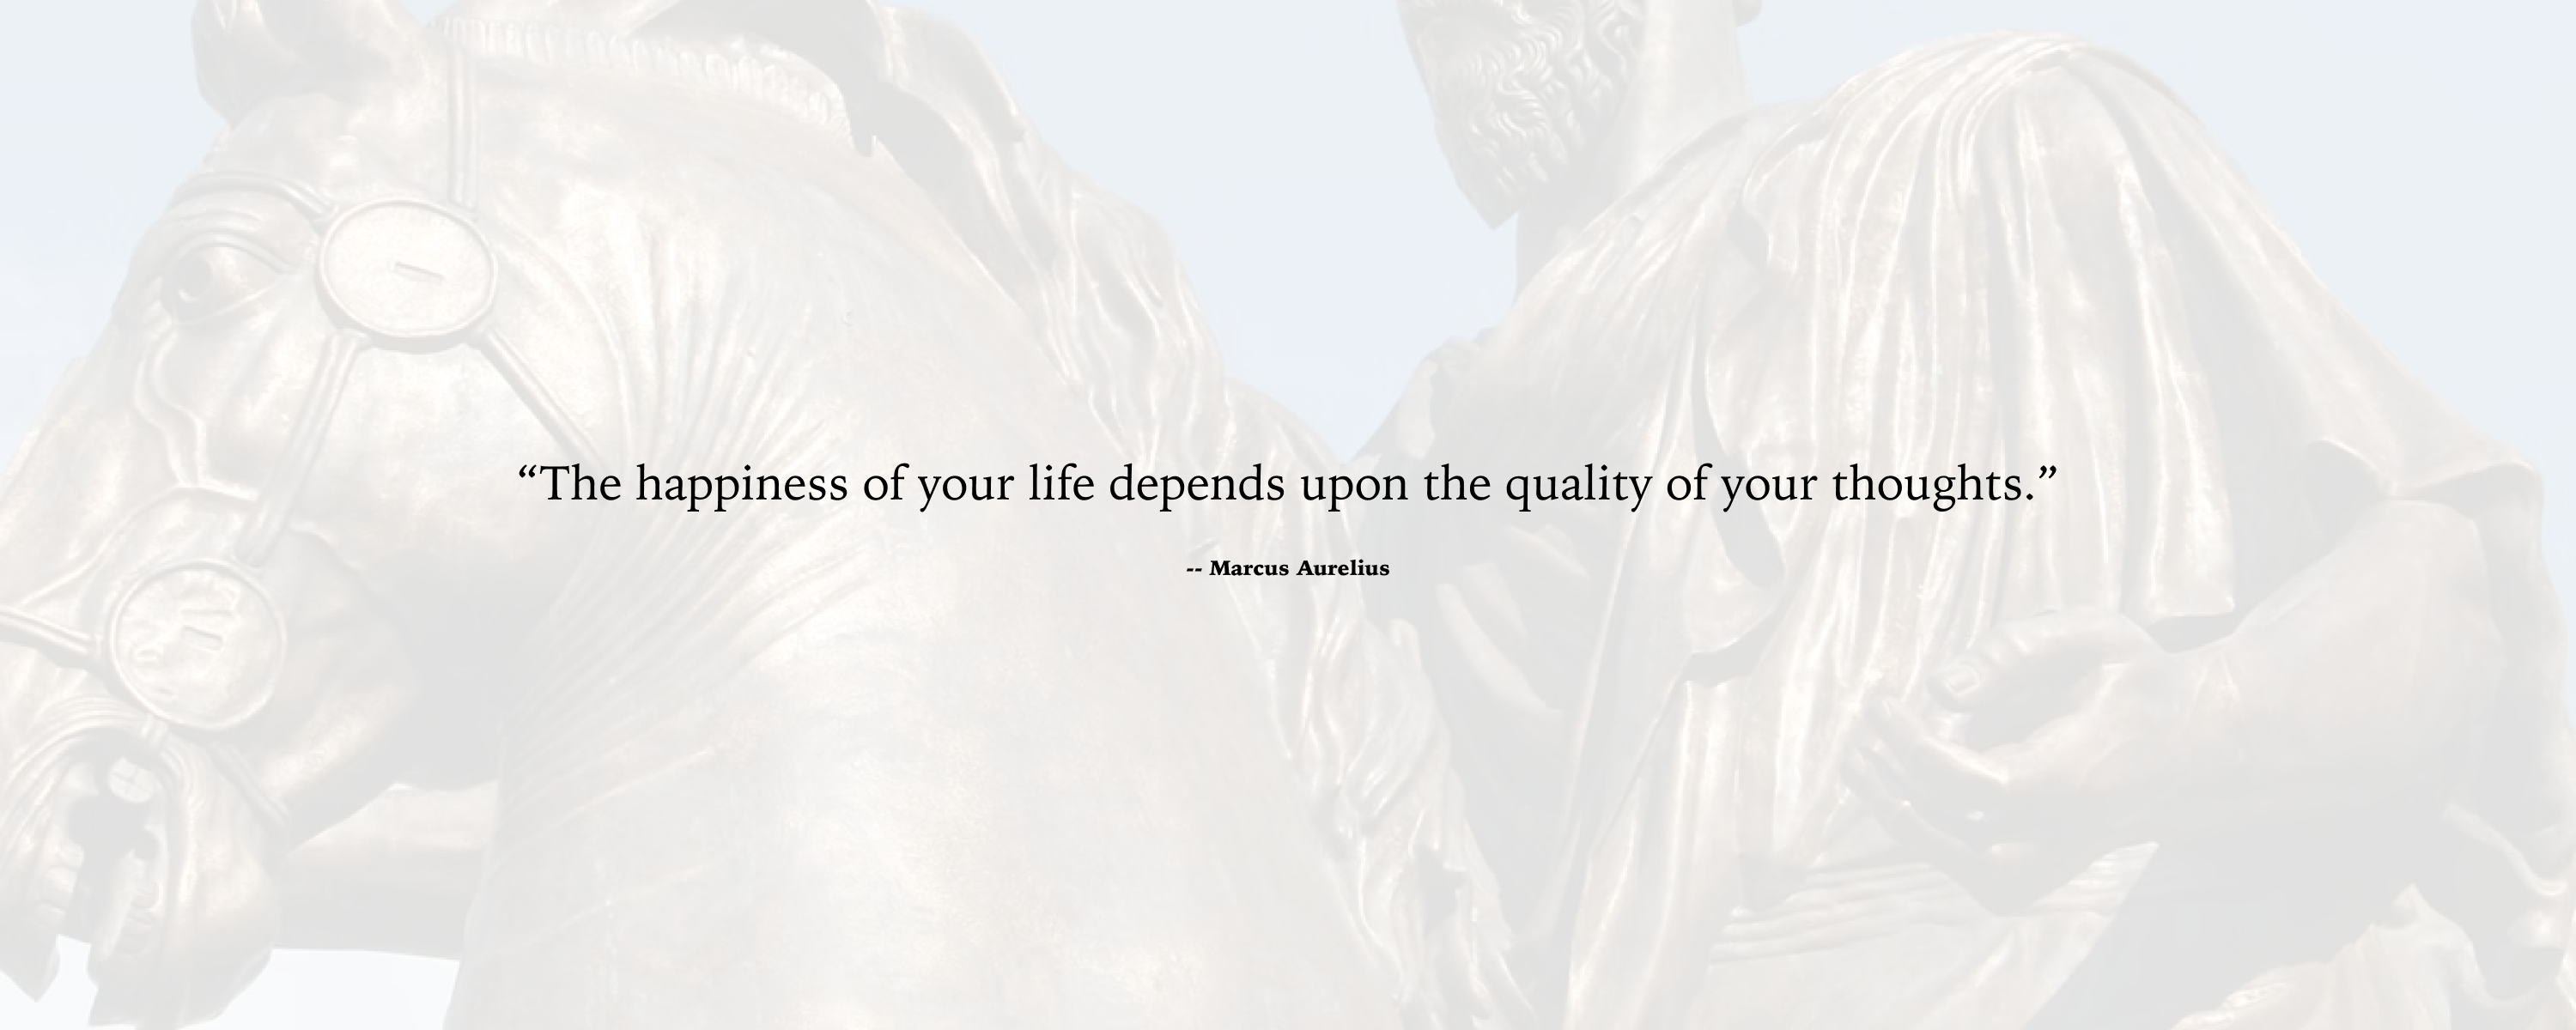 “The happiness of your life depends upon the quality of your thoughts.”
-- Marcus Aurelius